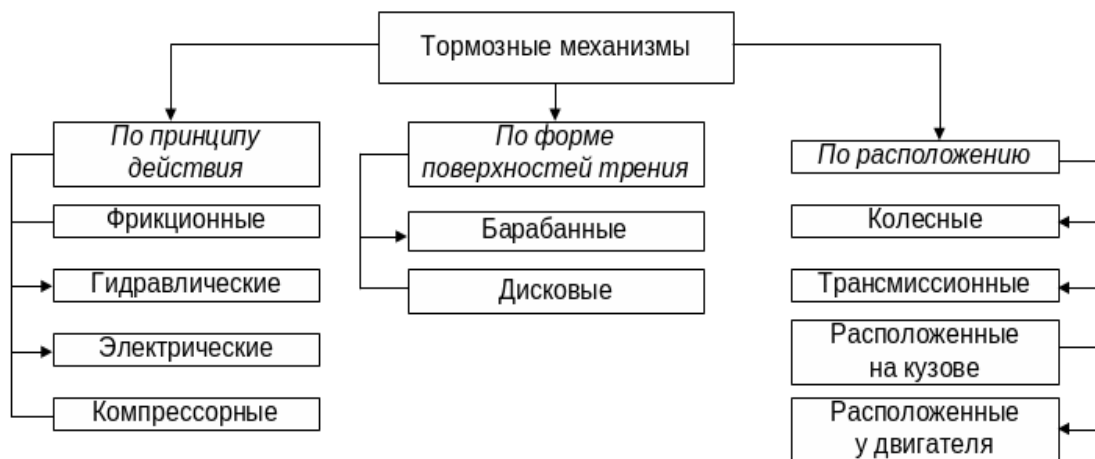 Тормозные механизмы
По принципу
действия
Фрикционные
Гидравлические
Электрические
Компрессорные
По форме
поверхностей трения
Барабанные
Дисковые
По расположению
Колесные
Трансмиссионные
Расположенные
на кузове
Расположенные
у двигателя